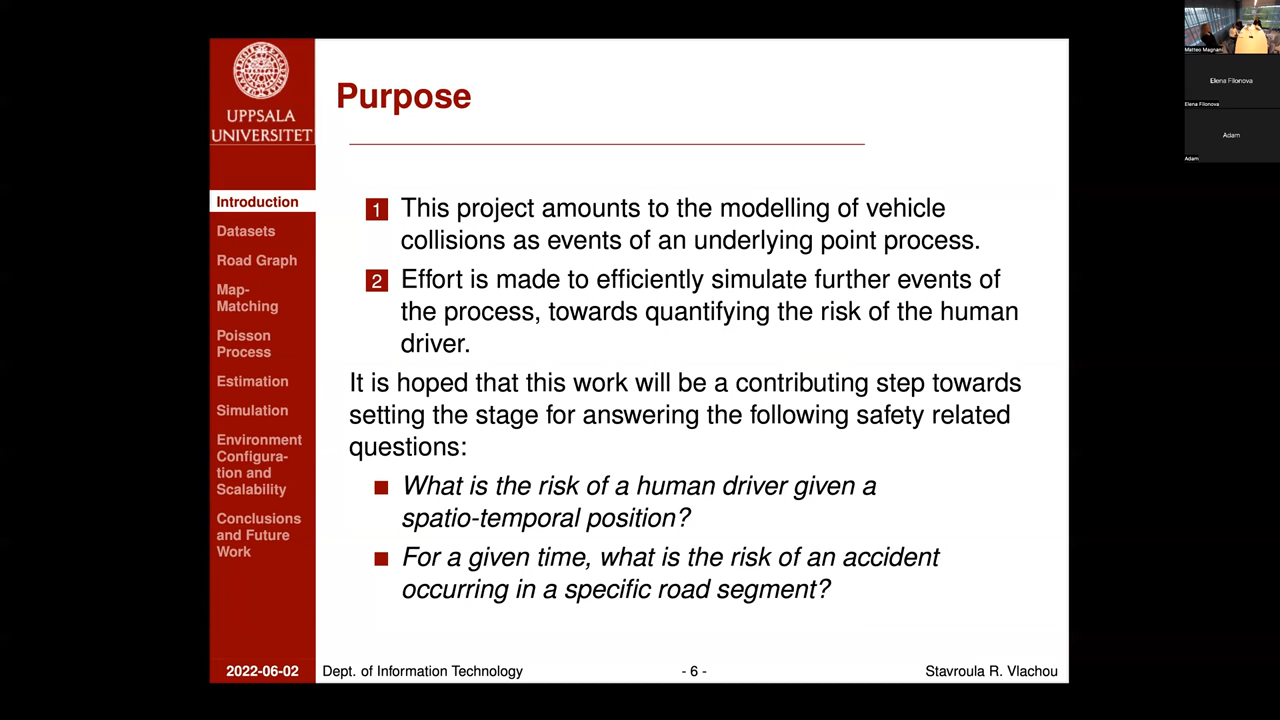 UPPSALA
UNIVERSITET
Introduction
Datasets
Road Graph
Map-
Matching
Poisson
Process
Estimation
Simulation
Environment
Configura-
tion and
Scalability
Conclusions
and Future
Work
2022-06-02
Purpose
1 This project amounts to the modelling of vehicle
collisions as events of an underlying point process.
2 Effort is made to efficiently simulate further events of
the process, towards quantifying the risk of the human
driver.
It is hoped that this work will be a contributing step towards
setting the stage for answering the following safety related
questions:
What is the risk of a human driver given a
spatio-temporal position?
For a given time, what is the risk of an accident
occurring in a specific road segment?
Dept. of Information Technology
- 6 -
Stavroula R. Vlachou
Matteo Magnani
Elena Filonova
Elena Filonova
Adam
Adam